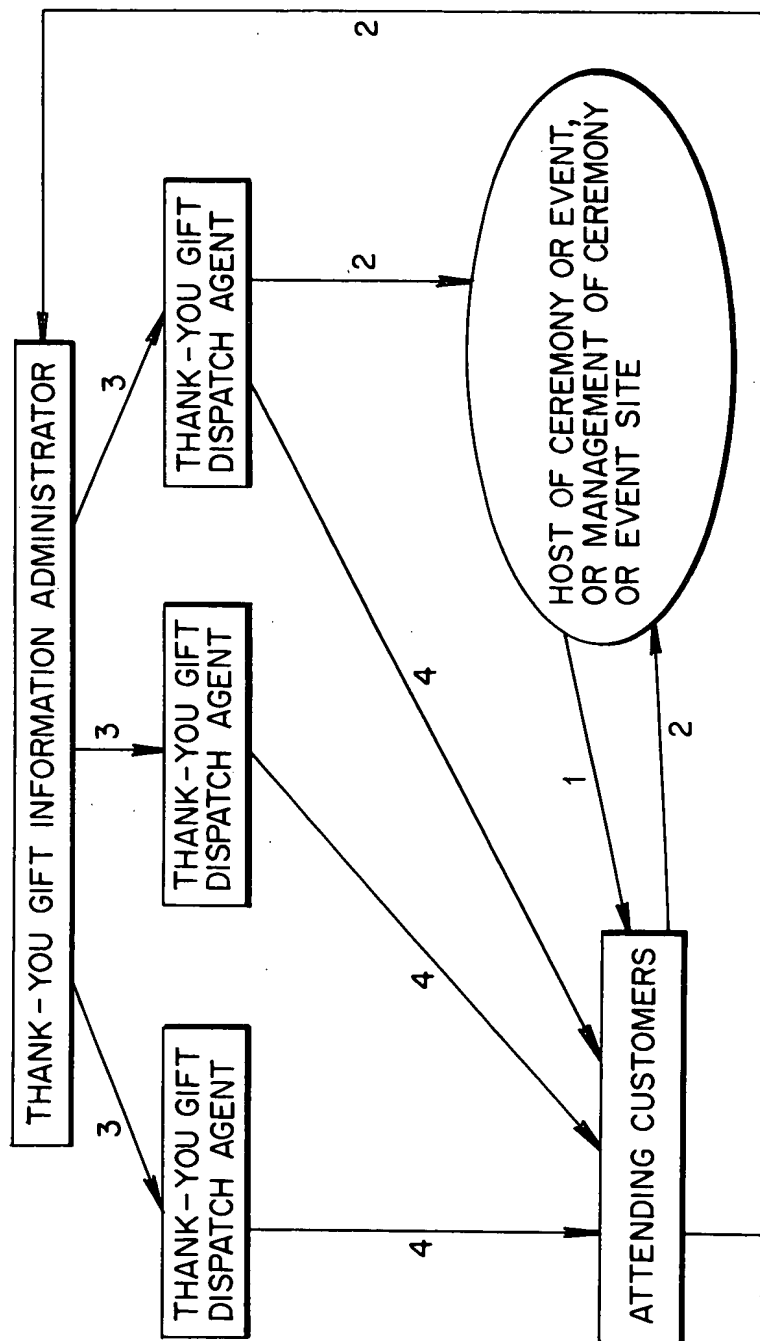 THANK-YOU GIFT INFORMATION ADMINISTRATOR
3
3
3
2
THANK-YOU GIFT
DISPATCH AGENT
THANK-YOU GIFT
DISPATCH AGENT
THANK-YOU GIFT
DISPATCH AGENT
4
4
4
2
HOST OF CEREMONY OR EVENT,
OR MANAGEMENT OF CEREMONY
OR EVENT SITE
1
2
ATTENDING CUSTOMERS